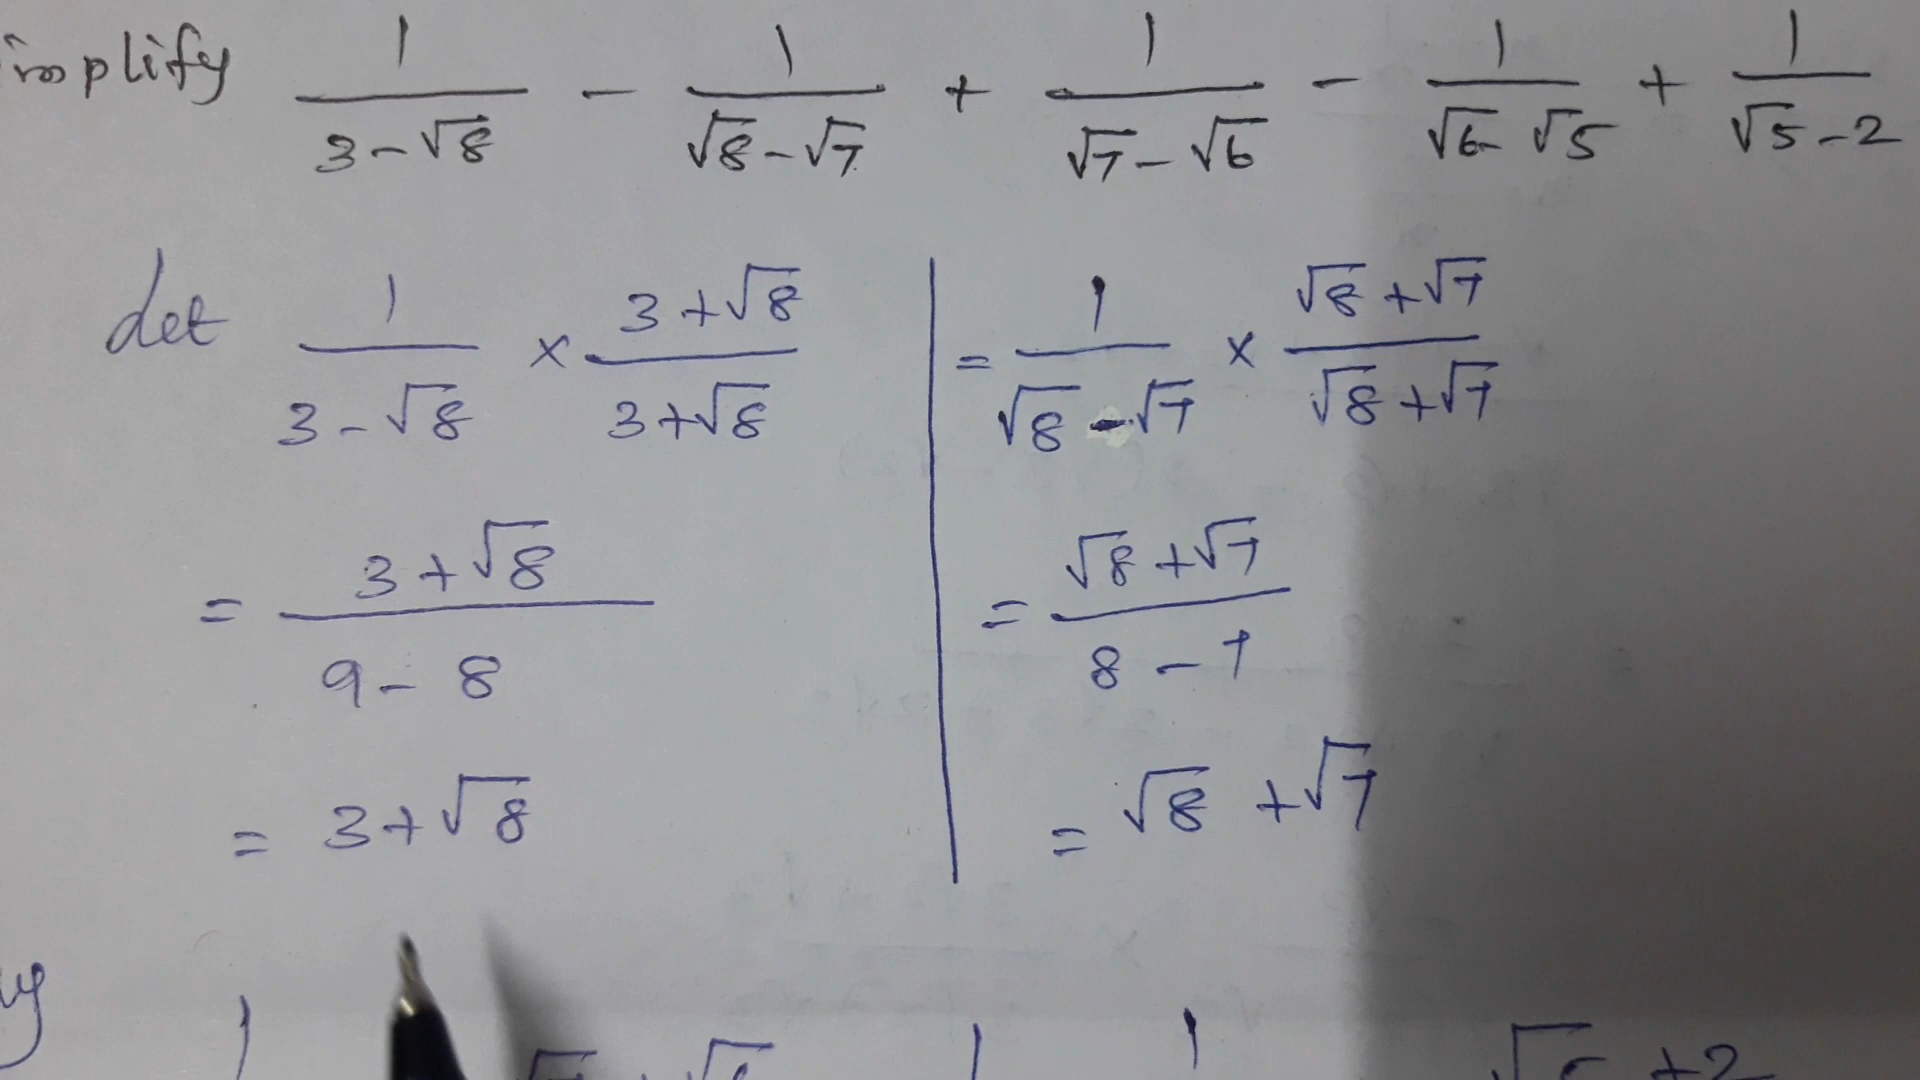 implify 1/(3-√8) - 1/(√8-√7) + 1/(√7-√6) - 1/(√6-√5) + 1/(√5-2)
Let 1/(3-√8) × (3+√8)/(3+√8)
= (3+√8)/(9-8)
= 3+√8
= 1/(√8-√7) × (√8+√7)/(√8+√7)
= (√8+√7)/(8-7)
= √8+√7